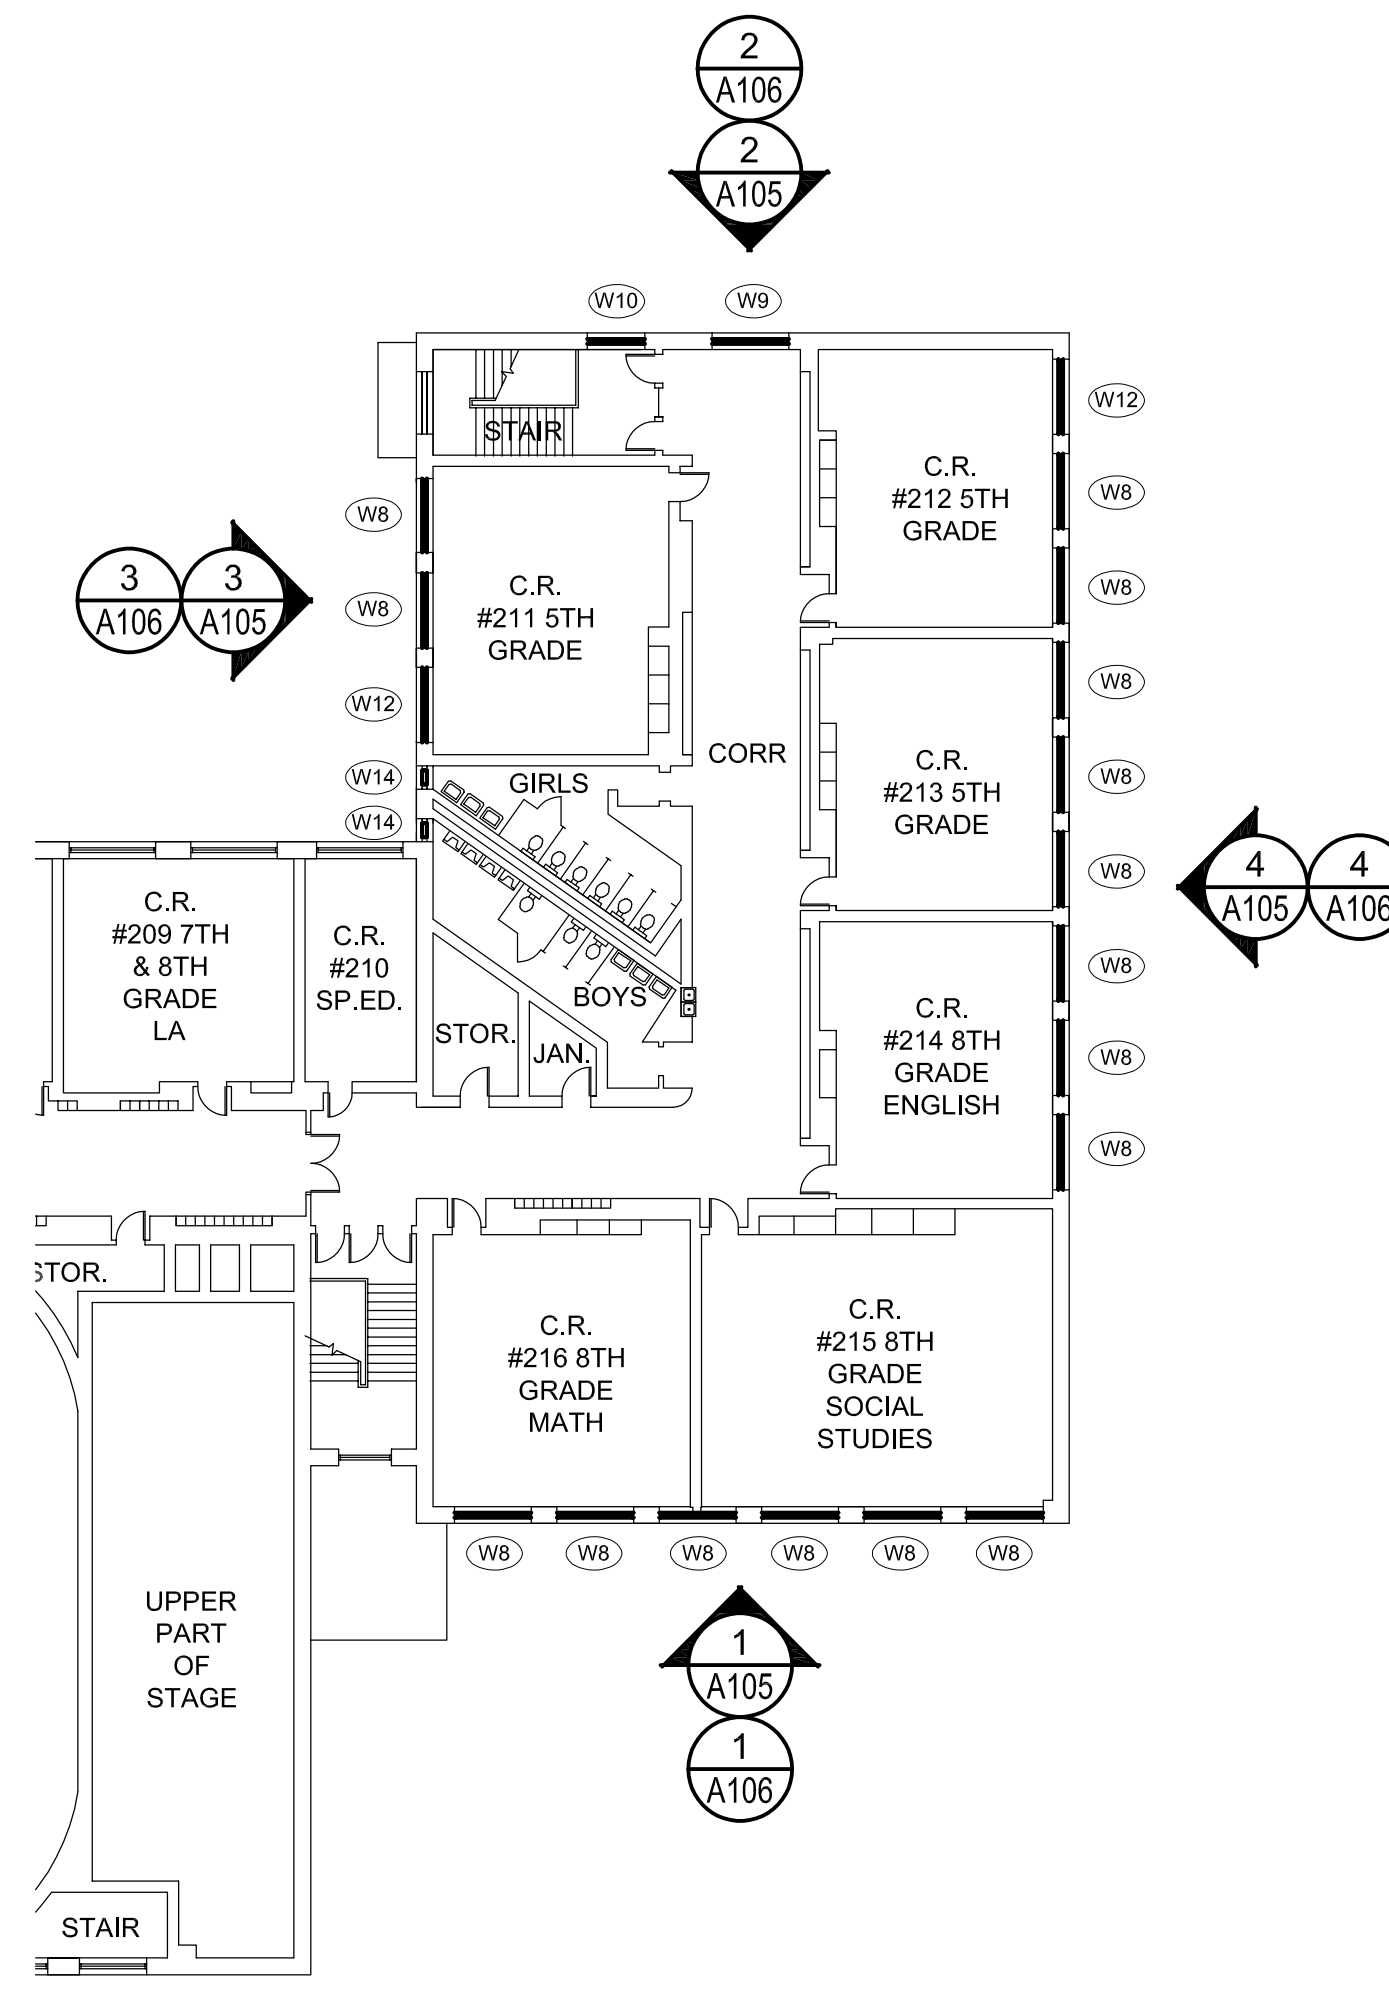 2
A106
2
A105
W10
W9
W12
STAIR
C.R.
#212 5TH
GRADE
W8
W8
W8
C.R.
#211 5TH
GRADE
3
A106
3
A105
W8
W8
W12
CORR
C.R.
#213 5TH
GRADE
W8
W8
W8
W14
GIRLS
W14
4
A105
4
A106
C.R.
#209 7TH
& 8TH
GRADE
LA
C.R.
#210
SP.ED.
BOYS
STOR.
JAN.
C.R.
#214 8TH
GRADE
ENGLISH
W8
W8
W8
STOR.
C.R.
#216 8TH
GRADE
MATH
C.R.
#215 8TH
GRADE
SOCIAL
STUDIES
W8
W8
W8
W8
W8
W8
UPPER
PART
OF
STAGE
1
A105
1
A106
STAIR